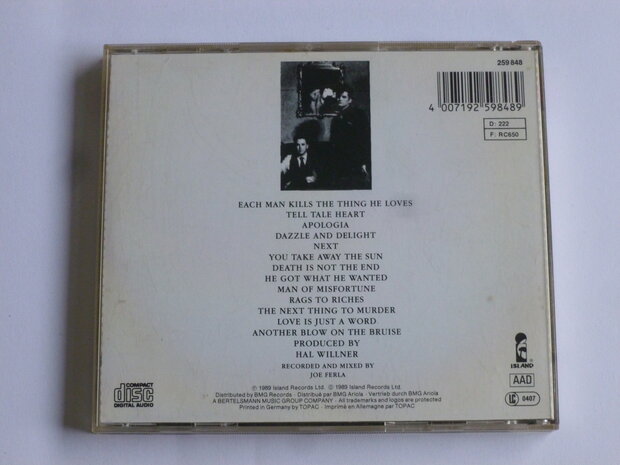 259 848
4 007192 598489
D: 222
F: RC650
EACH MAN KILLS THE THING HE LOVES
TELL TALE HEART
APOLOGIA
DAZZLE AND DELIGHT
NEXT
YOU TAKE AWAY THE SUN
DEATH IS NOT THE END
HE GOT WHAT HE WANTED
MAN OF MISFORTUNE
RAGS TO RICHES
THE NEXT THING TO MURDER
LOVE IS JUST A WORD
ANOTHER BLOW ON THE BRUISE
PRODUCED BY
HAL WILLNER
RECORDED AND MIXED BY
JOE FERLA
ISLAND
AAD
LC 0407
COMPACT
disc
DIGITAL AUDIO
℗ 1989 Island Records Ltd. © 1989 Island Records Ltd.
Distributed by BMG Records · Distribué par BMG Ariola · Vertrieb durch BMG Ariola
A BERTELSMANN MUSIC GROUP COMPANY · All trademarks and logos are protected
Printed in Germany by TOPAC · Imprimé en Allemagne par TOPAC